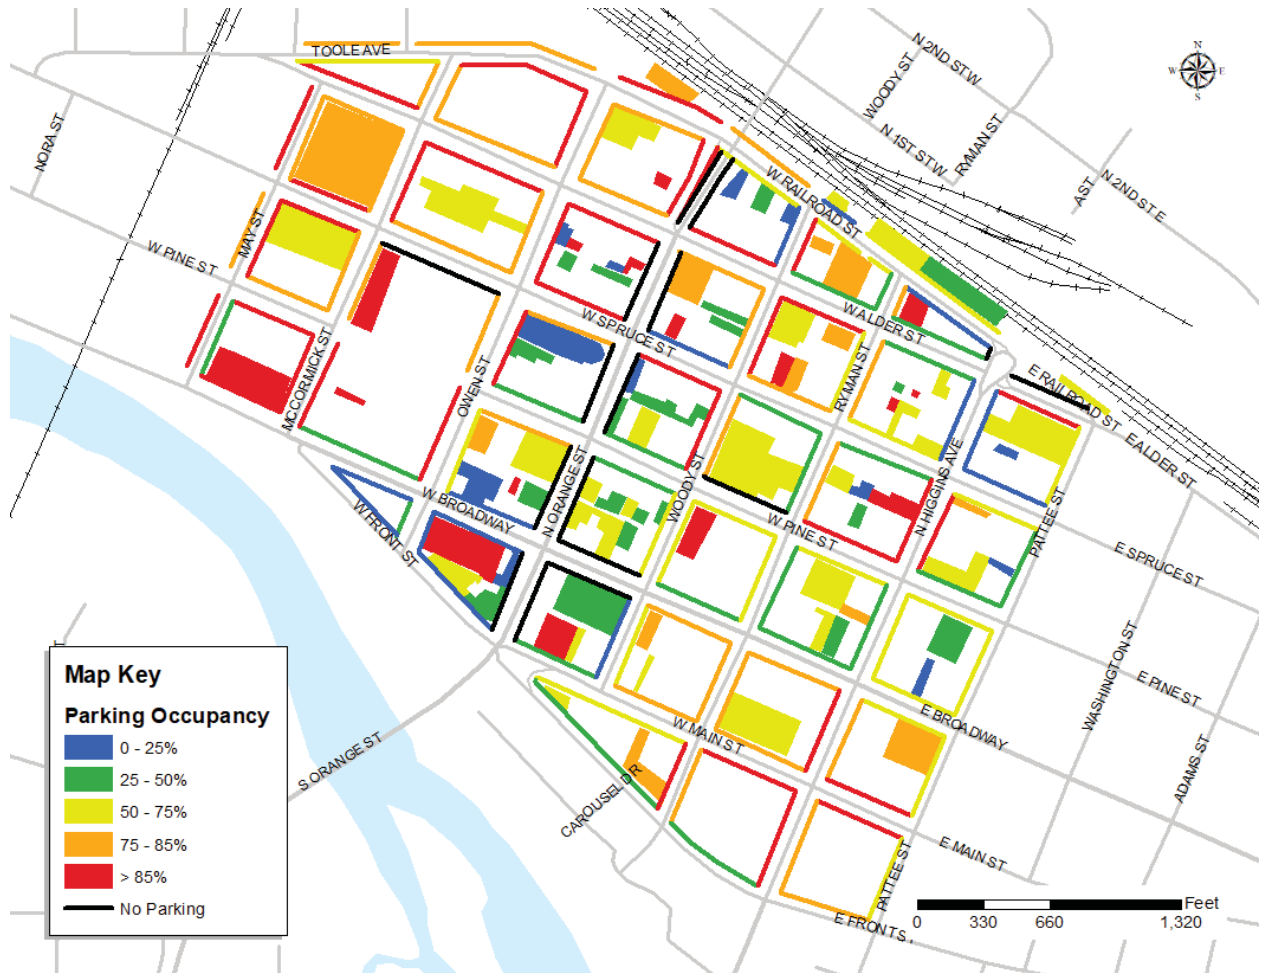 TOOLE AVE
N 2ND ST W
WOODY ST
N
W
E
S
NORA ST
N 1ST ST W
RYMAN ST
A ST
N 2ND ST E
W RAILROAD ST
MAY ST
W PINE ST
W SPRUCE ST
W ALDER ST
MCCORMICK ST
OWEN ST
RYMAN ST
E RAILROAD ST
E ALDER ST
W BROADWAY
N ORANGE ST
WOODY ST
N HIGGINS AVE
W FRONT ST
W PINE ST
PATTEE ST
E SPRUCE ST
T
Map Key
Parking Occupancy
0 - 25%
25 - 50%
50 - 75%
75 - 85%
> 85%
No Parking
S ORANGE ST
W MAIN ST
CAROUSEL DR
E BROADWAY
WASHINGTON ST
E PINE ST
ADAMS ST
E MAIN ST
PATTEE ST
E FRONT S
Feet
0
330
660
1,320